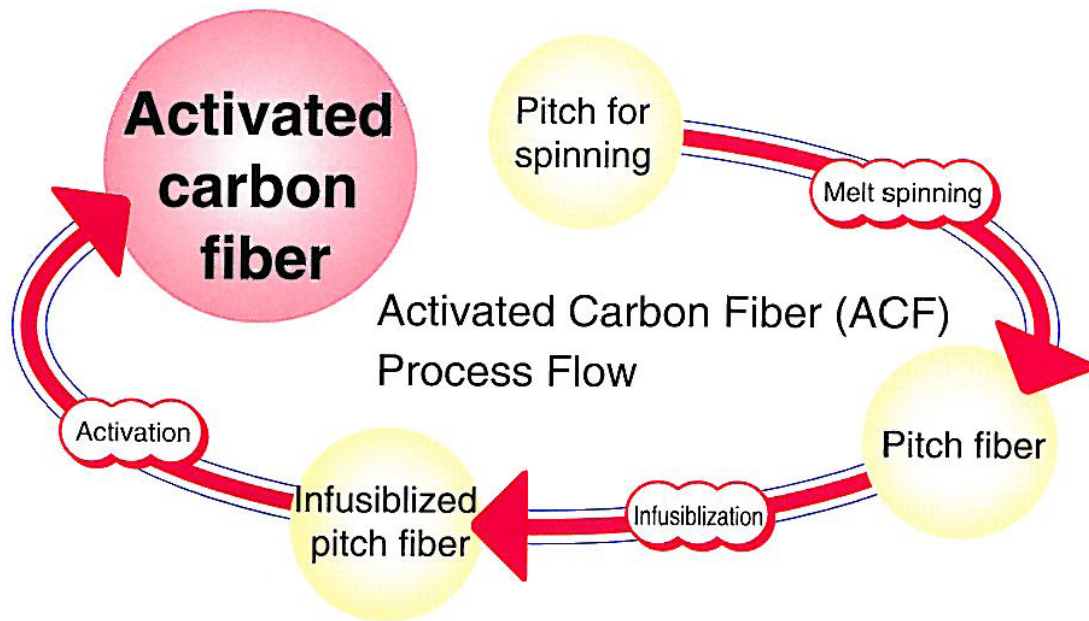 Activated
carbon
fiber
Pitch for
spinning
Melt spinning
Activated Carbon Fiber (ACF)
Process Flow
Pitch fiber
Infusiblization
Infusiblized
pitch fiber
Activation